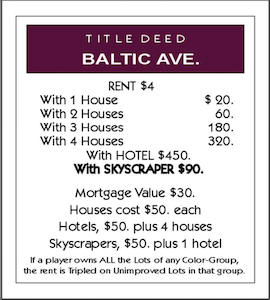 TITLE DEED
BALTIC AVE.
RENT $4
With 1 House $ 20.
With 2 Houses 60.
With 3 Houses 180.
With 4 Houses 320.
With HOTEL $450.
With SKYSCRAPER $90.
Mortgage Value $30.
Houses cost $50. each
Hotels, $50. plus 4 houses
Skyscrapers, $50. plus 1 hotel
If a player owns ALL the Lots of any Color-Group,
the rent is Tripled on Unimproved Lots in that group.